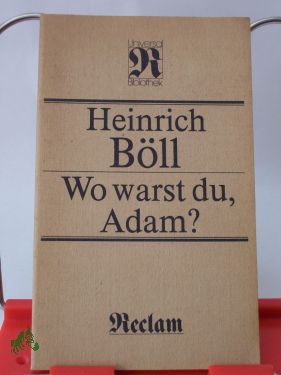 Universal
R
Bibliothek
Heinrich
Böll
Wo warst du,
Adam?
Reclam